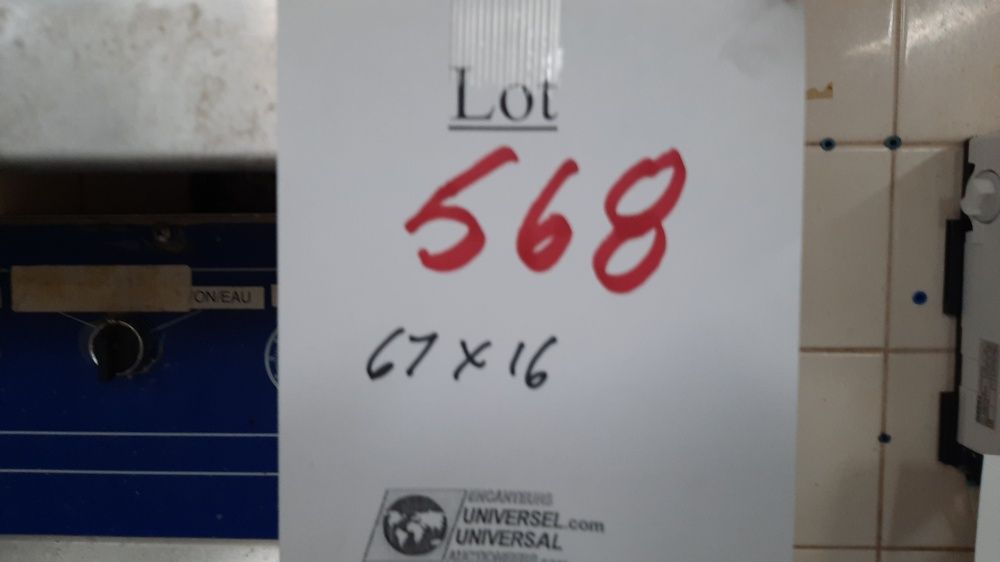 Lot
568
67 x 16
ON/EAU
ENCANTEURS
UNIVERSEL.com
UNIVERSAL